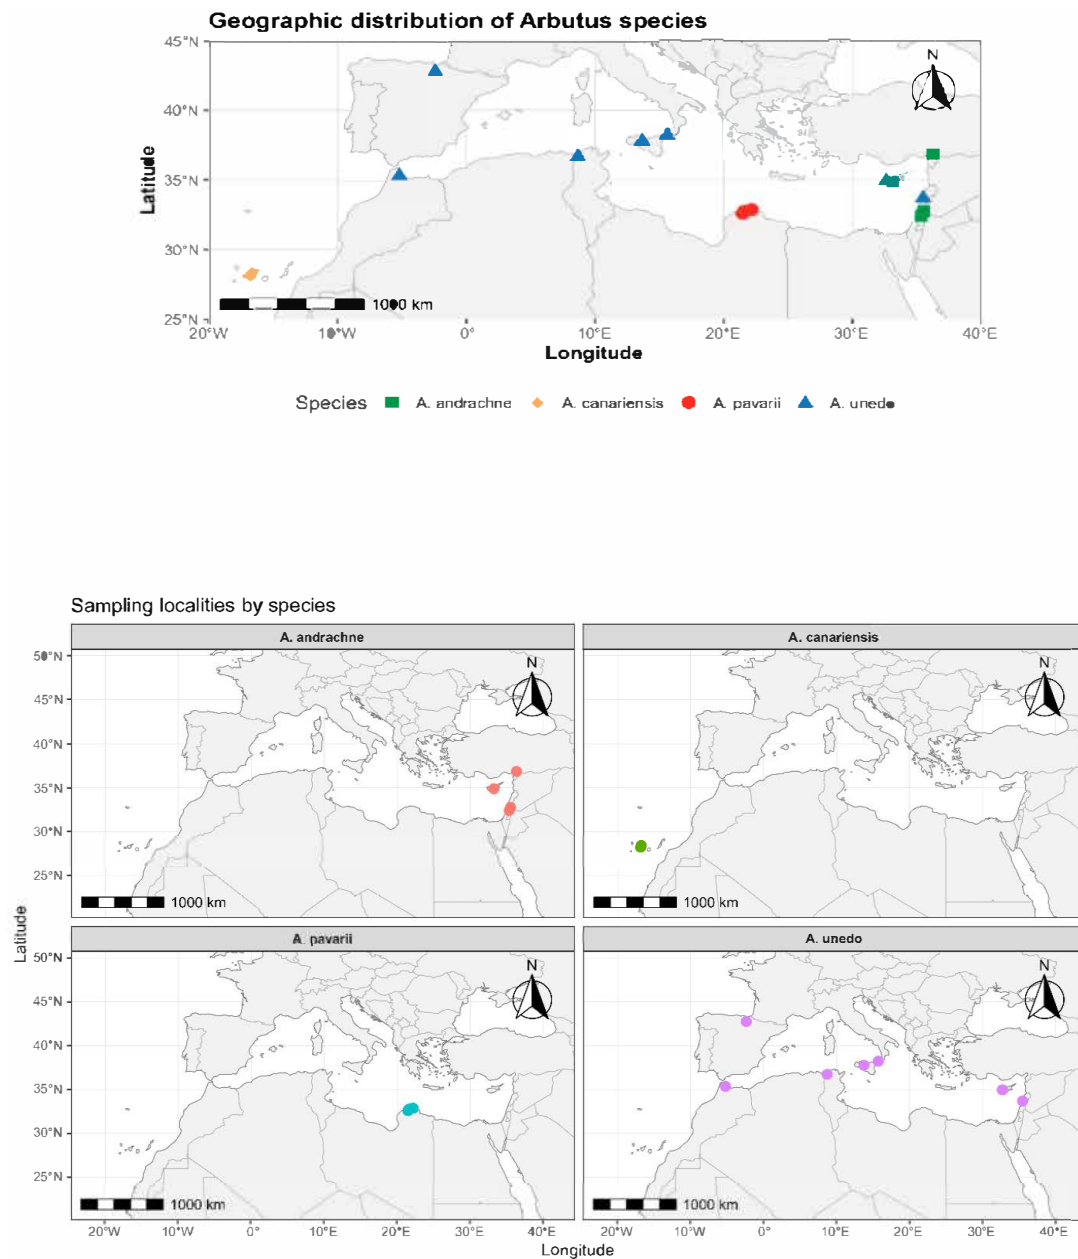 Geographic distribution of Arbutus species
45°N
40°N
35°N
30°N
25°N
Latitude
N
1000 km
20°W 10°W 0° 10°E 20°E 30°E 40°E
Longitude
Species A. andrachne A. canariensis A. pavarii A. unedo
Sampling localities by species
A. andrachne A. canariensis
50°N
45°N
40°N
35°N
30°N
25°N
N N
1000 km 1000 km
Latitude
A. pavarii A. unedo
50°N
45°N
40°N
35°N
30°N
25°N
N N
1000 km 1000 km
20°W 10°W 0° 10°E 20°E 30°E 40°E 20°W 10°W 0° 10°E 20°E 30°E 40°E
Longitude